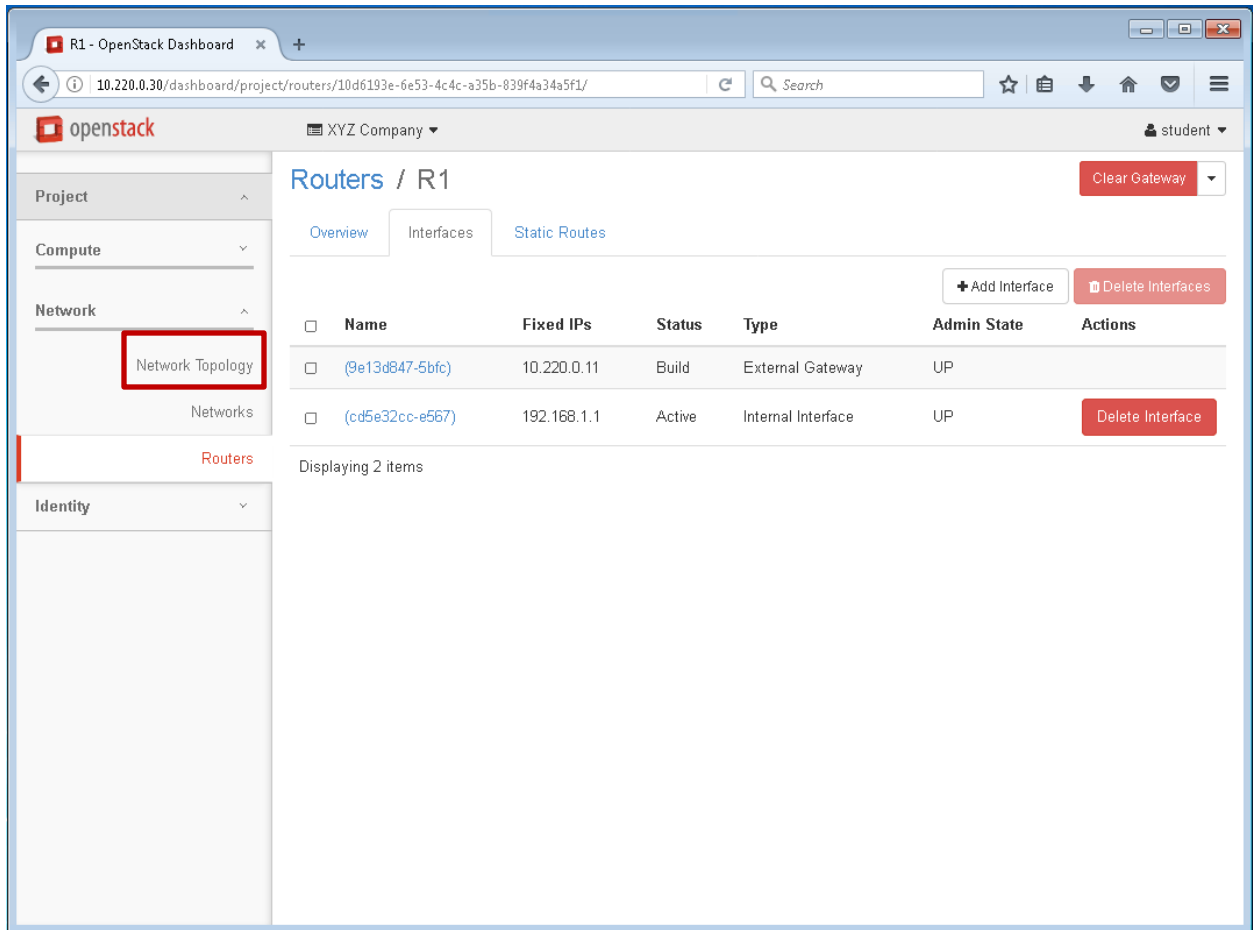 R1 - OpenStack Dashboard × +
10.220.0.30/dashboard/project/routers/10d6193e-6e53-4c4c-a35b-839f4a34a5f1/ Search
openstack XYZ Company student
Project
Compute
Network
Network Topology
Networks
Routers
Identity
Routers / R1 Clear Gateway
Overview Interfaces Static Routes
+ Add Interface Delete Interfaces
Name Fixed IPs Status Type Admin State Actions
(9e13d847-5bfc) 10.220.0.11 Build External Gateway UP
(cd5e32cc-e567) 192.168.1.1 Active Internal Interface UP Delete Interface
Displaying 2 items